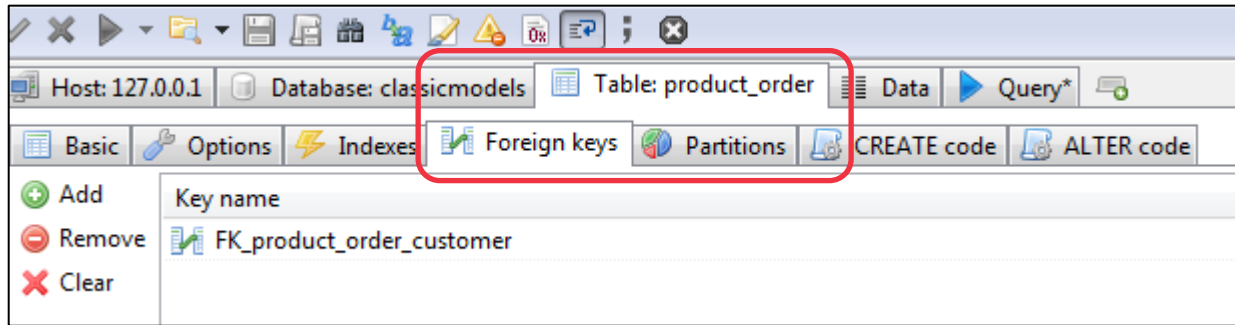 Host: 127.0.0.1 Database: classicmodels Table: product_order Data Query*
Basic Options Indexes Foreign keys Partitions CREATE code ALTER code
Add Key name
Remove FK_product_order_customer
Clear